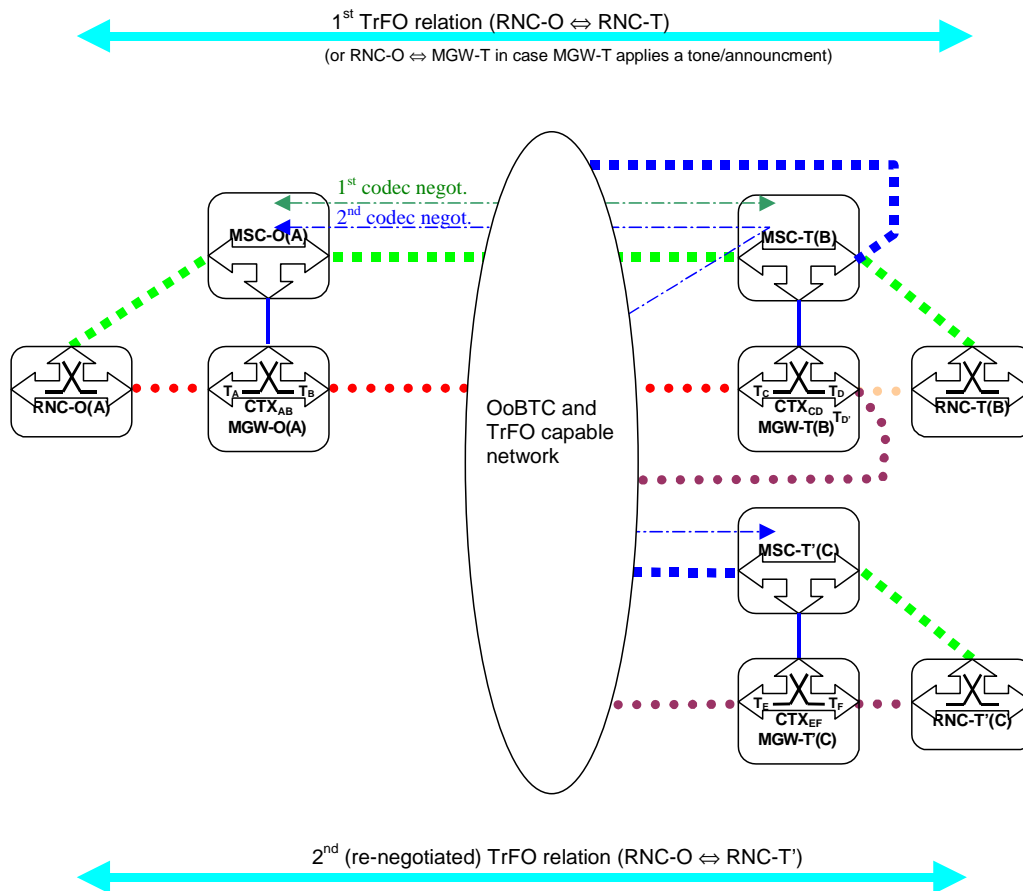 1st TrFO relation (RNC-O ⇔ RNC-T)
(or RNC-O ⇔ MGW-T in case MGW-T applies a tone/announcment)
1st codec negot.
2nd codec negot.
MSC-O(A)
MSC-T(B)
RNC-O(A)
TA TB
CTXAB
MGW-O(A)
OoBTC and
TrFO capable
network
TC TD
CTXCD
MGW-T(B) TD'
RNC-T(B)
MSC-T'(C)
TE TF
CTXEF
MGW-T'(C)
RNC-T'(C)
2nd (re-negotiated) TrFO relation (RNC-O ⇔ RNC-T')